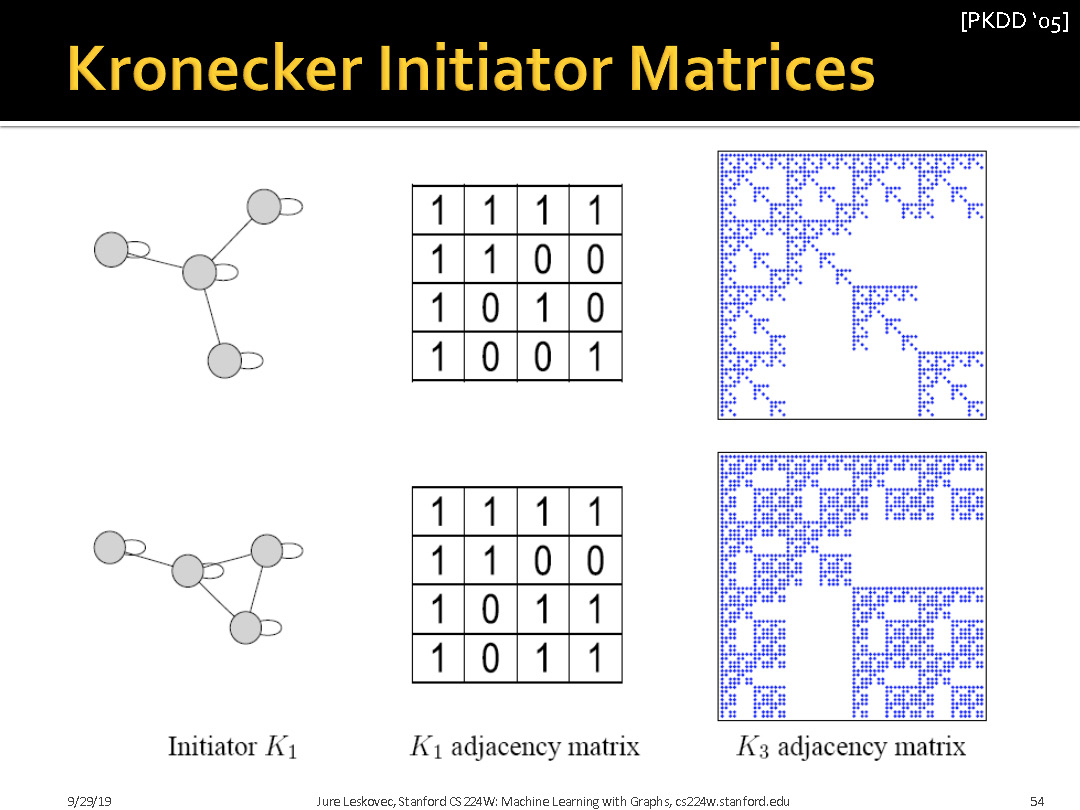 [PKDD ‘05]
Kronecker Initiator Matrices
1 1 1 1
1 1 0 0
1 0 1 0
1 0 0 1
1 1 1 1
1 1 0 0
1 0 1 1
1 0 1 1
Initiator K₁
K₁ adjacency matrix
K₃ adjacency matrix
9/29/19
Jure Leskovec, Stanford CS224W: Machine Learning with Graphs, cs224w.stanford.edu
54